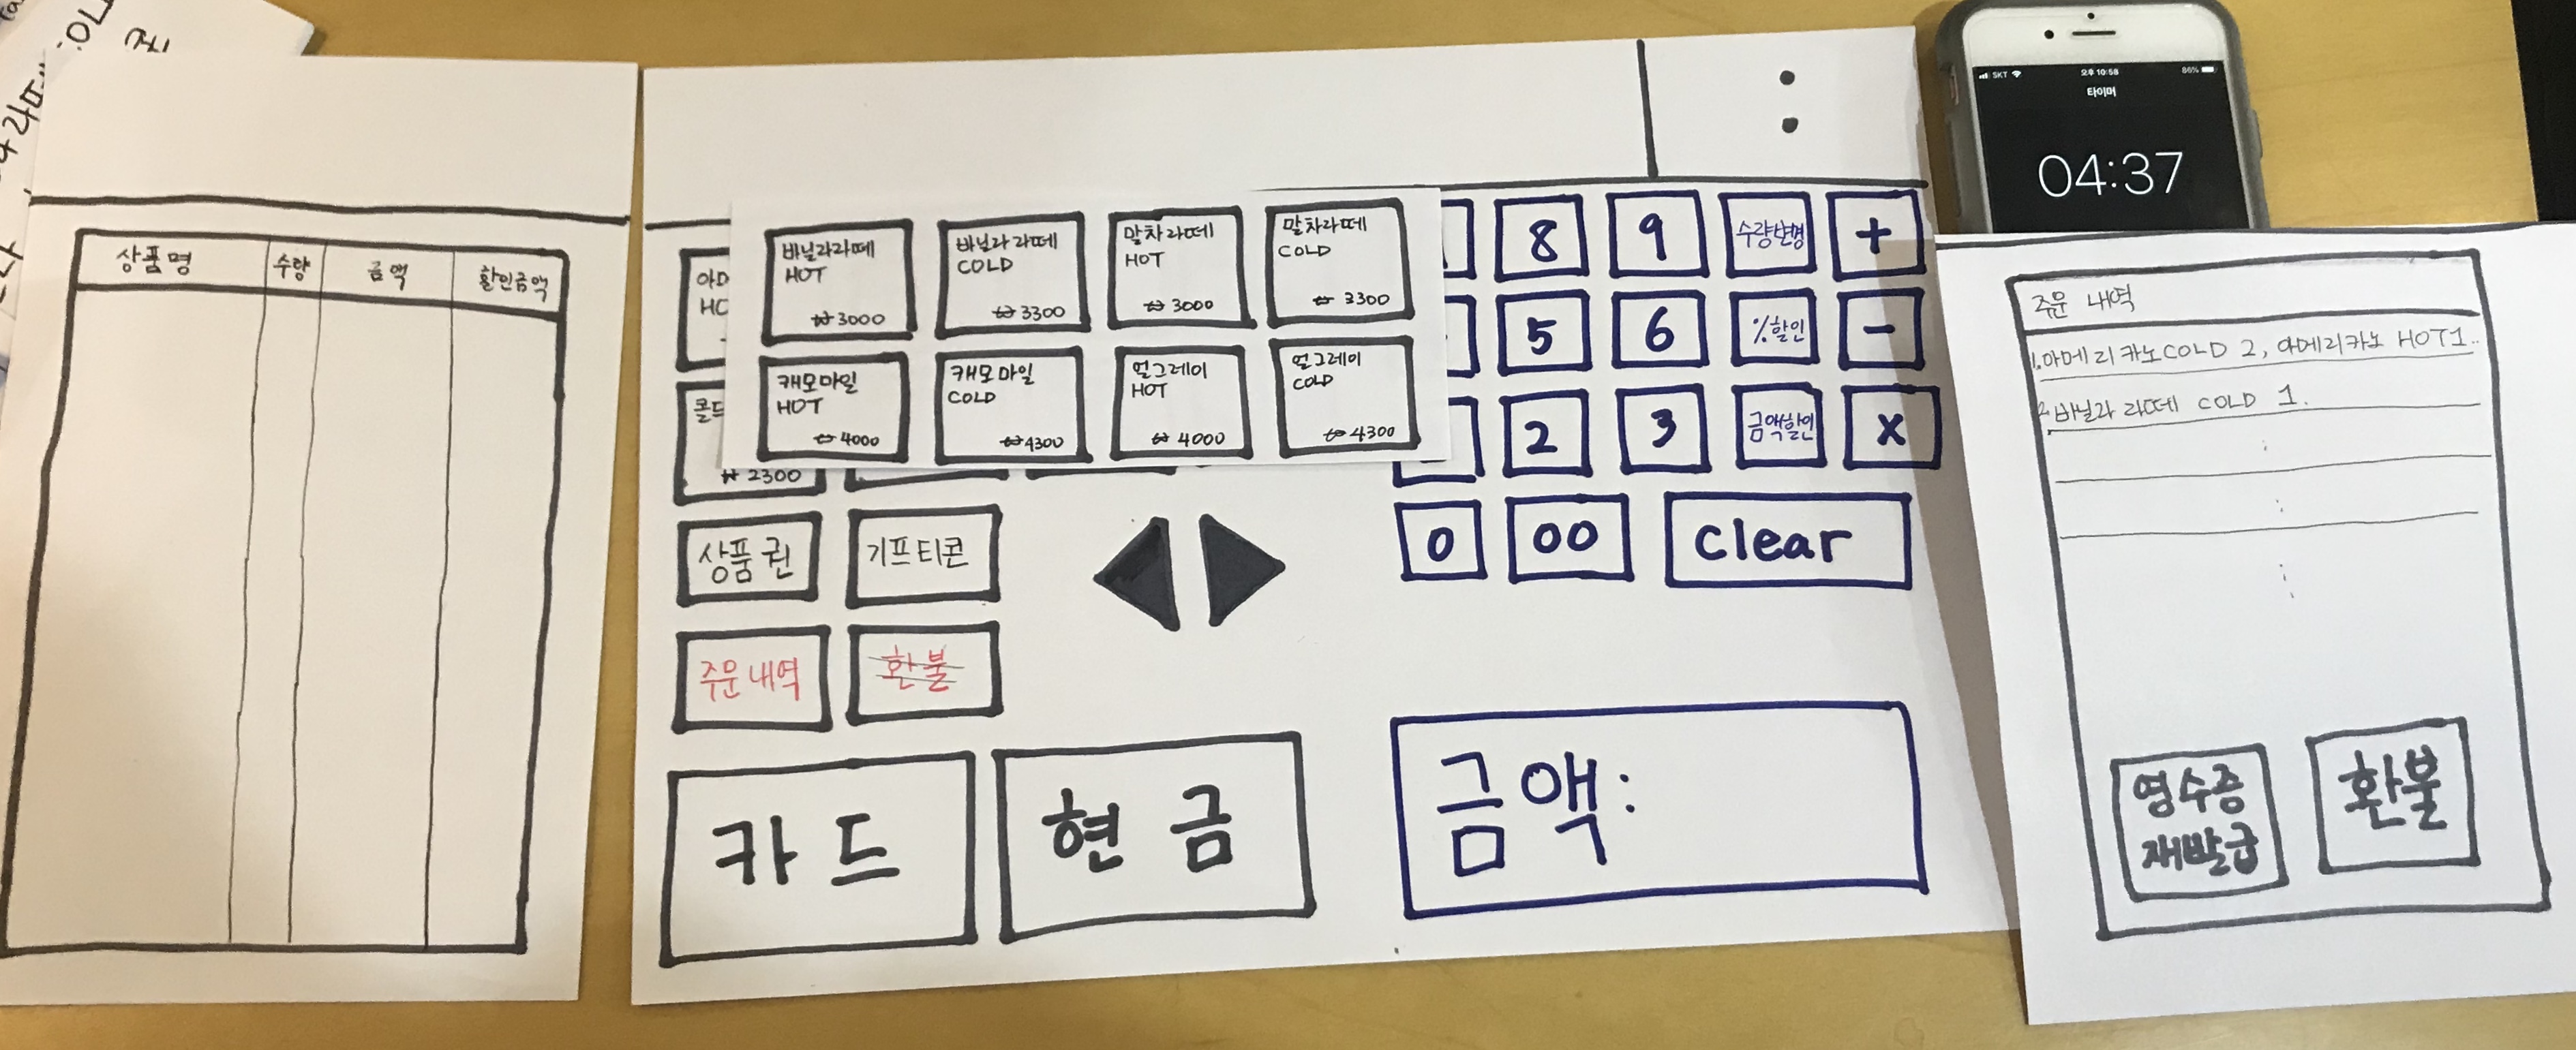 상품명 수량 금액 할인금액
바닐라라떼
HOT
₩3000
바닐라라떼
COLD
₩3300
말차라떼
HOT
₩3000
말차라떼
COLD
₩3300
캐모마일
HOT
₩4000
캐모마일
COLD
₩4300
얼그레이
HOT
₩4000
얼그레이
COLD
₩4300
₩2300
8 9 수량변경 +
5 6 %할인 -
2 3 금액할인 X
0 00 clear
상품권 기프티콘
주문내역 환불
카드 현금
금액:
SKT 오후 10:58 86%
타이머
04:37
주문 내역
1. 아메리카노 COLD 2, 아메리카노 HOT 1..
2. 바닐라 라떼 COLD 1.
영수증
재발급
환불